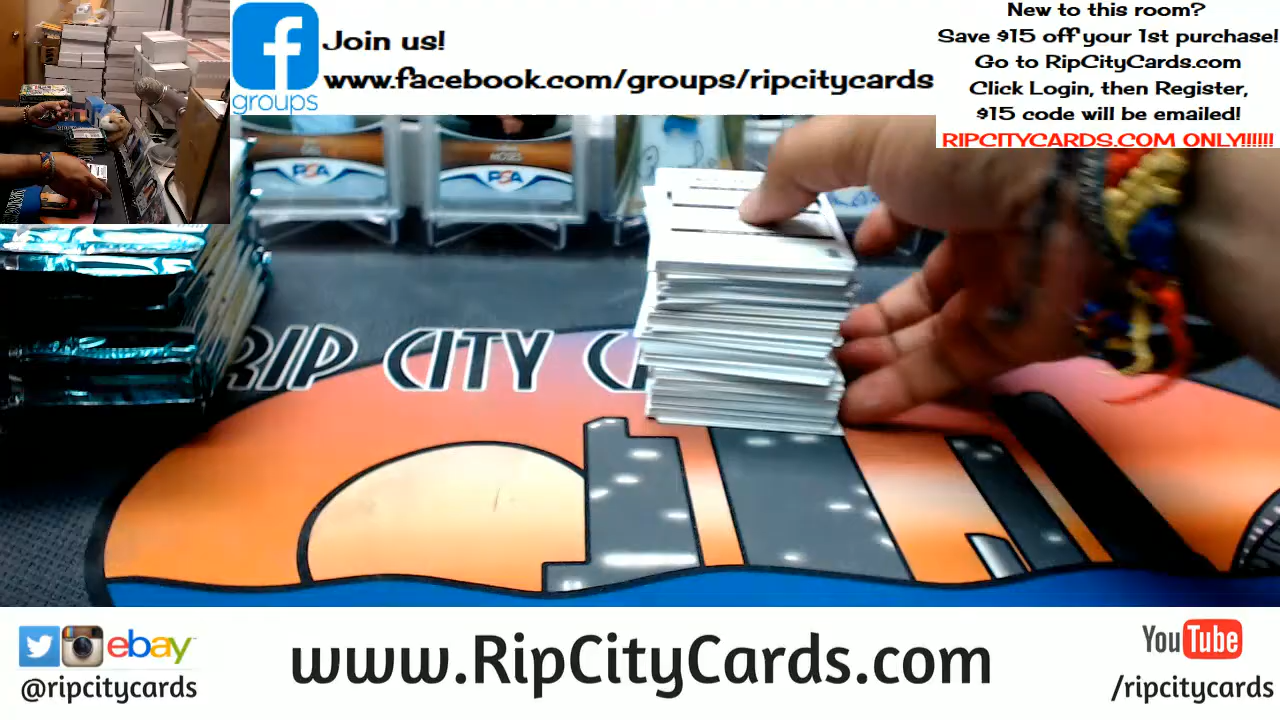 Join us!
www.facebook.com/groups/ripcitycards
groups
New to this room?
Save $15 off your 1st purchase!
Go to RipCityCards.com
Click Login, then Register,
$15 code will be emailed!
RIPCITYCARDS.COM ONLY!!!!!!
PSA
MOSES
PSA
RIP CITY
ebay
@ripcitycards
www.RipCityCards.com
YouTube
/ripcitycards